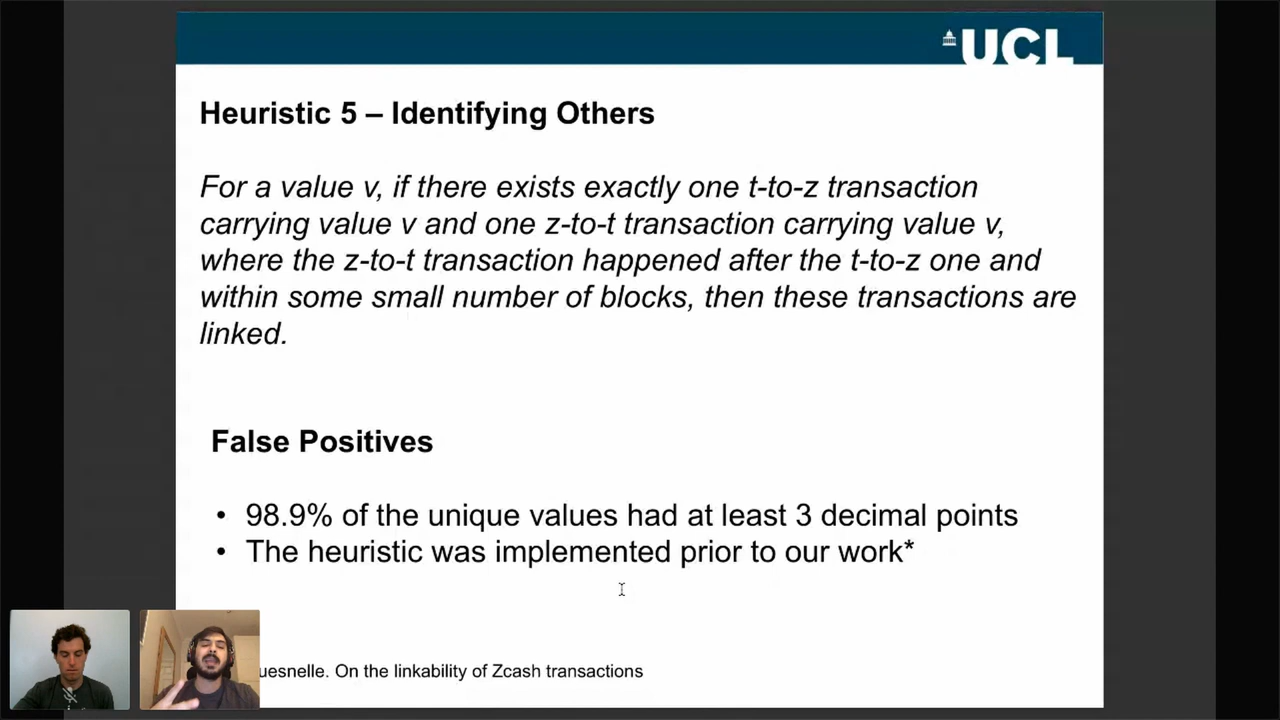 UCL
Heuristic 5 – Identifying Others
For a value v, if there exists exactly one t-to-z transaction
carrying value v and one z-to-t transaction carrying value v,
where the z-to-t transaction happened after the t-to-z one and
within some small number of blocks, then these transactions are
linked.
False Positives
• 98.9% of the unique values had at least 3 decimal points
• The heuristic was implemented prior to our work*
uesnelle. On the linkability of Zcash transactions